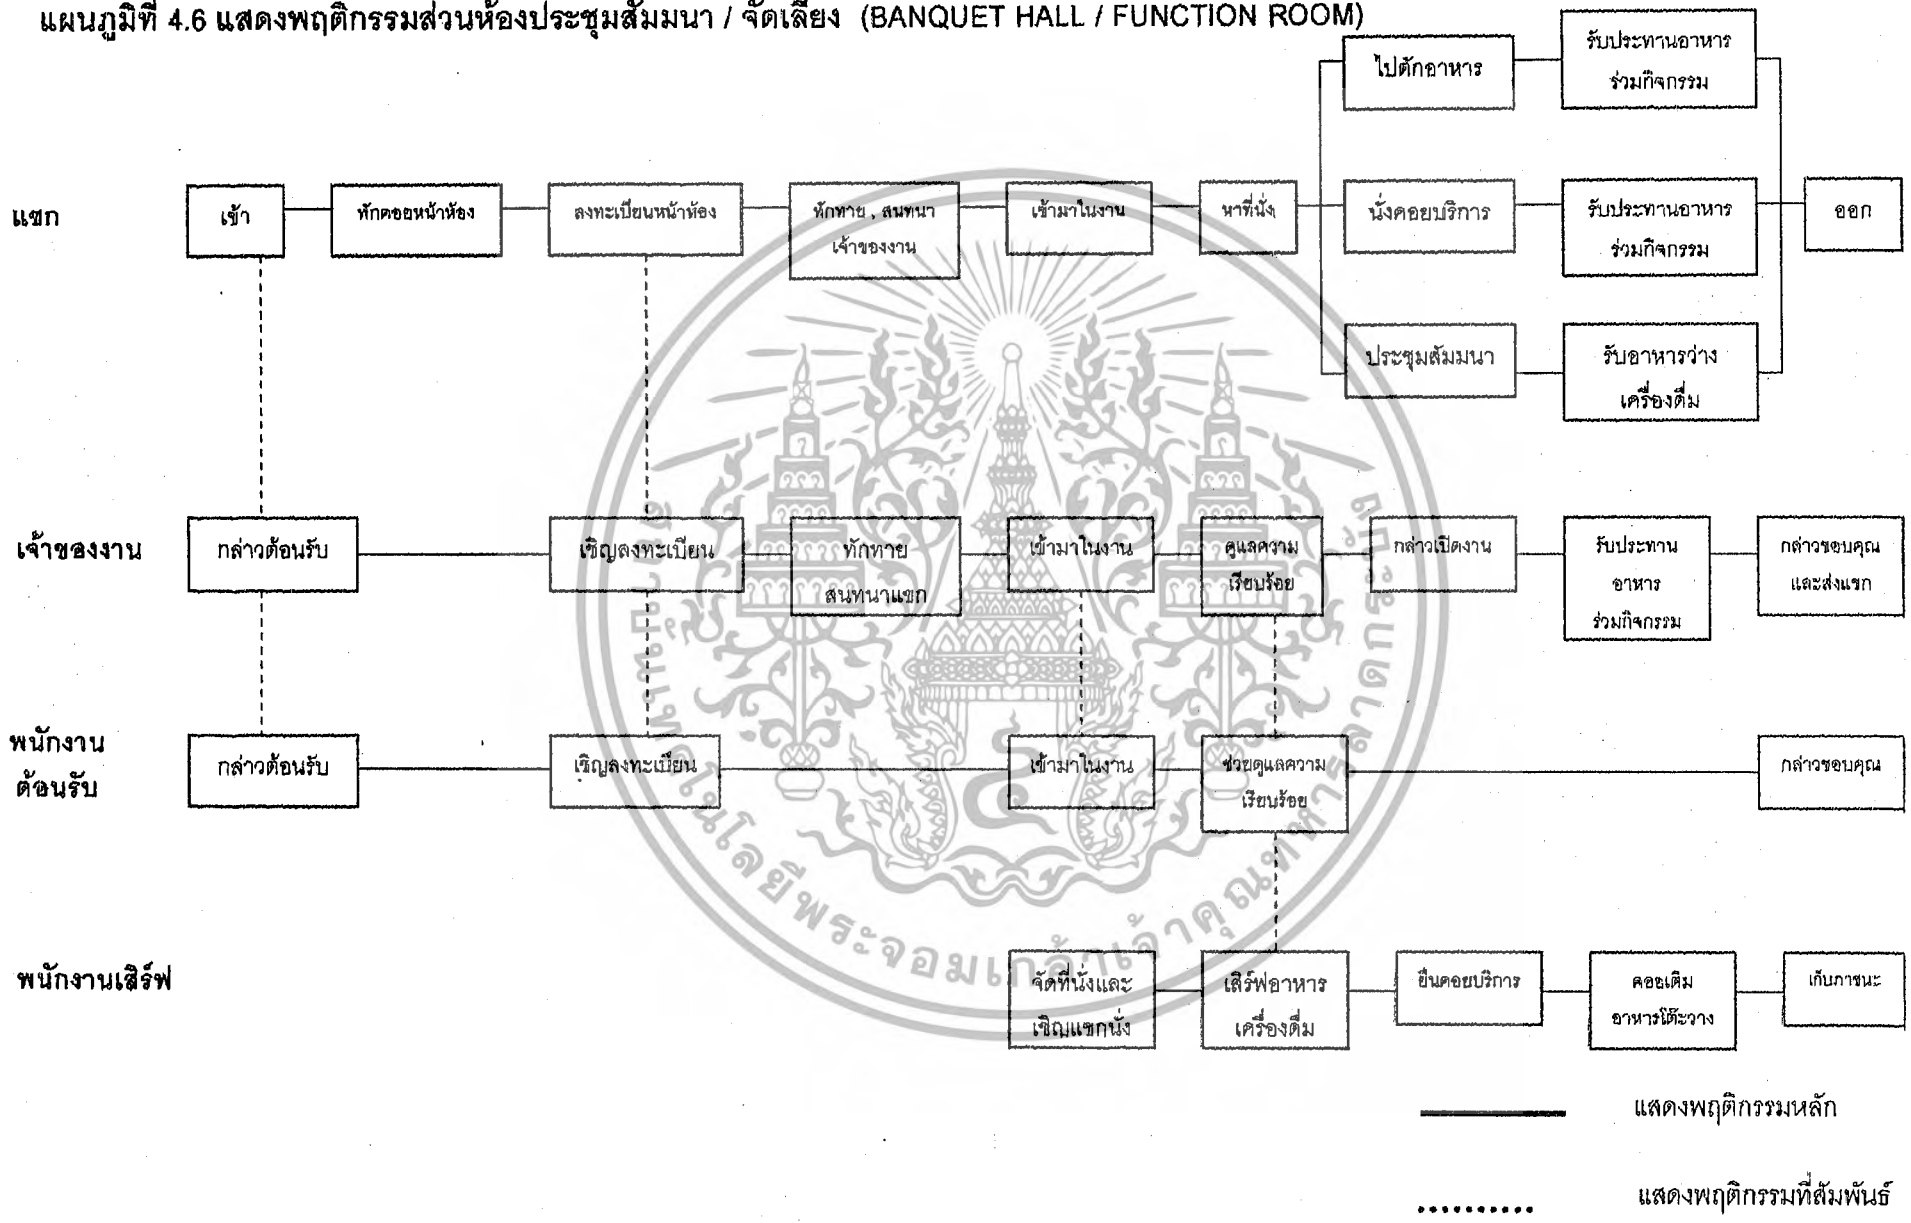 แผนภูมิที่ 4.6 แสดงพฤติกรรมส่วนห้องประชุมสัมมนา / จัดเลี้ยง (BANQUET HALL / FUNCTION ROOM)
แขก
เข้า
พักคอยหน้าห้อง
ลงทะเบียนหน้าห้อง
ทักทาย , สนทนา
เจ้าของงาน
เข้ามาในงาน
หาที่นั่ง
ไปตักอาหาร
รับประทานอาหาร
ร่วมกิจกรรม
นั่งคอยบริการ
รับประทานอาหาร
ร่วมกิจกรรม
ประชุมสัมมนา
รับอาหารว่าง
เครื่องดื่ม
ออก
เจ้าของงาน
กล่าวต้อนรับ
เชิญลงทะเบียน
ทักทาย
สนทนาแขก
เข้ามาในงาน
ดูแลความ
เรียบร้อย
กล่าวเปิดงาน
รับประทาน
อาหาร
ร่วมกิจกรรม
กล่าวขอบคุณ
และส่งแขก
พนักงาน
ต้อนรับ
กล่าวต้อนรับ
เชิญลงทะเบียน
เข้ามาในงาน
ช่วยดูแลความ
เรียบร้อย
กล่าวขอบคุณ
พนักงานเสิร์ฟ
จัดที่นั่งและ
เชิญแขกนั่ง
เสิร์ฟอาหาร
เครื่องดื่ม
ยืนคอยบริการ
คอยเติม
อาหารโต๊ะวาง
เก็บภาชนะ
แสดงพฤติกรรมหลัก
แสดงพฤติกรรมที่สัมพันธ์